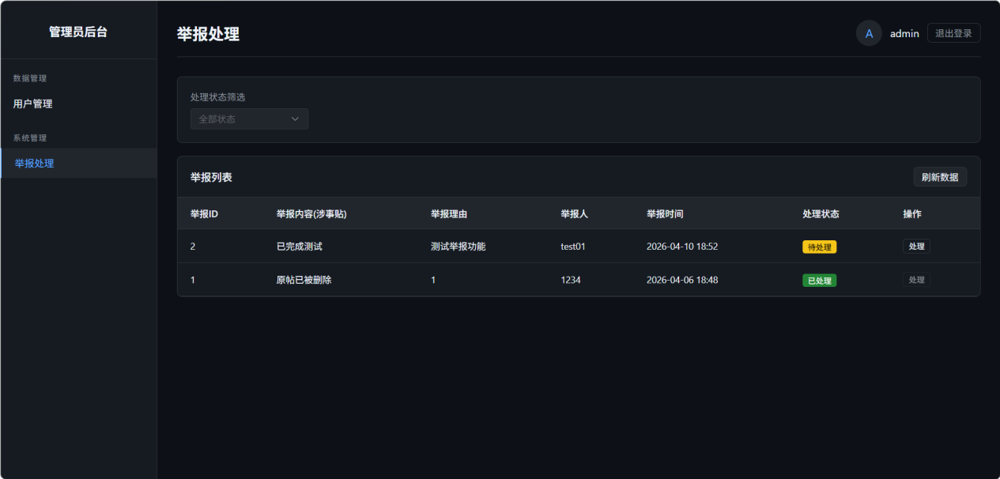 管理员后台
数据管理
用户管理
系统管理
举报处理
举报处理
A admin 退出登录
处理状态筛选
全部状态
举报列表 刷新数据
举报ID 举报内容(涉事贴) 举报理由 举报人 举报时间 处理状态 操作
2 已完成测试 测试举报功能 test01 2026-04-10 18:52 待处理 处理
1 原帖已被删除 1 1234 2026-04-06 18:48 已处理 处理